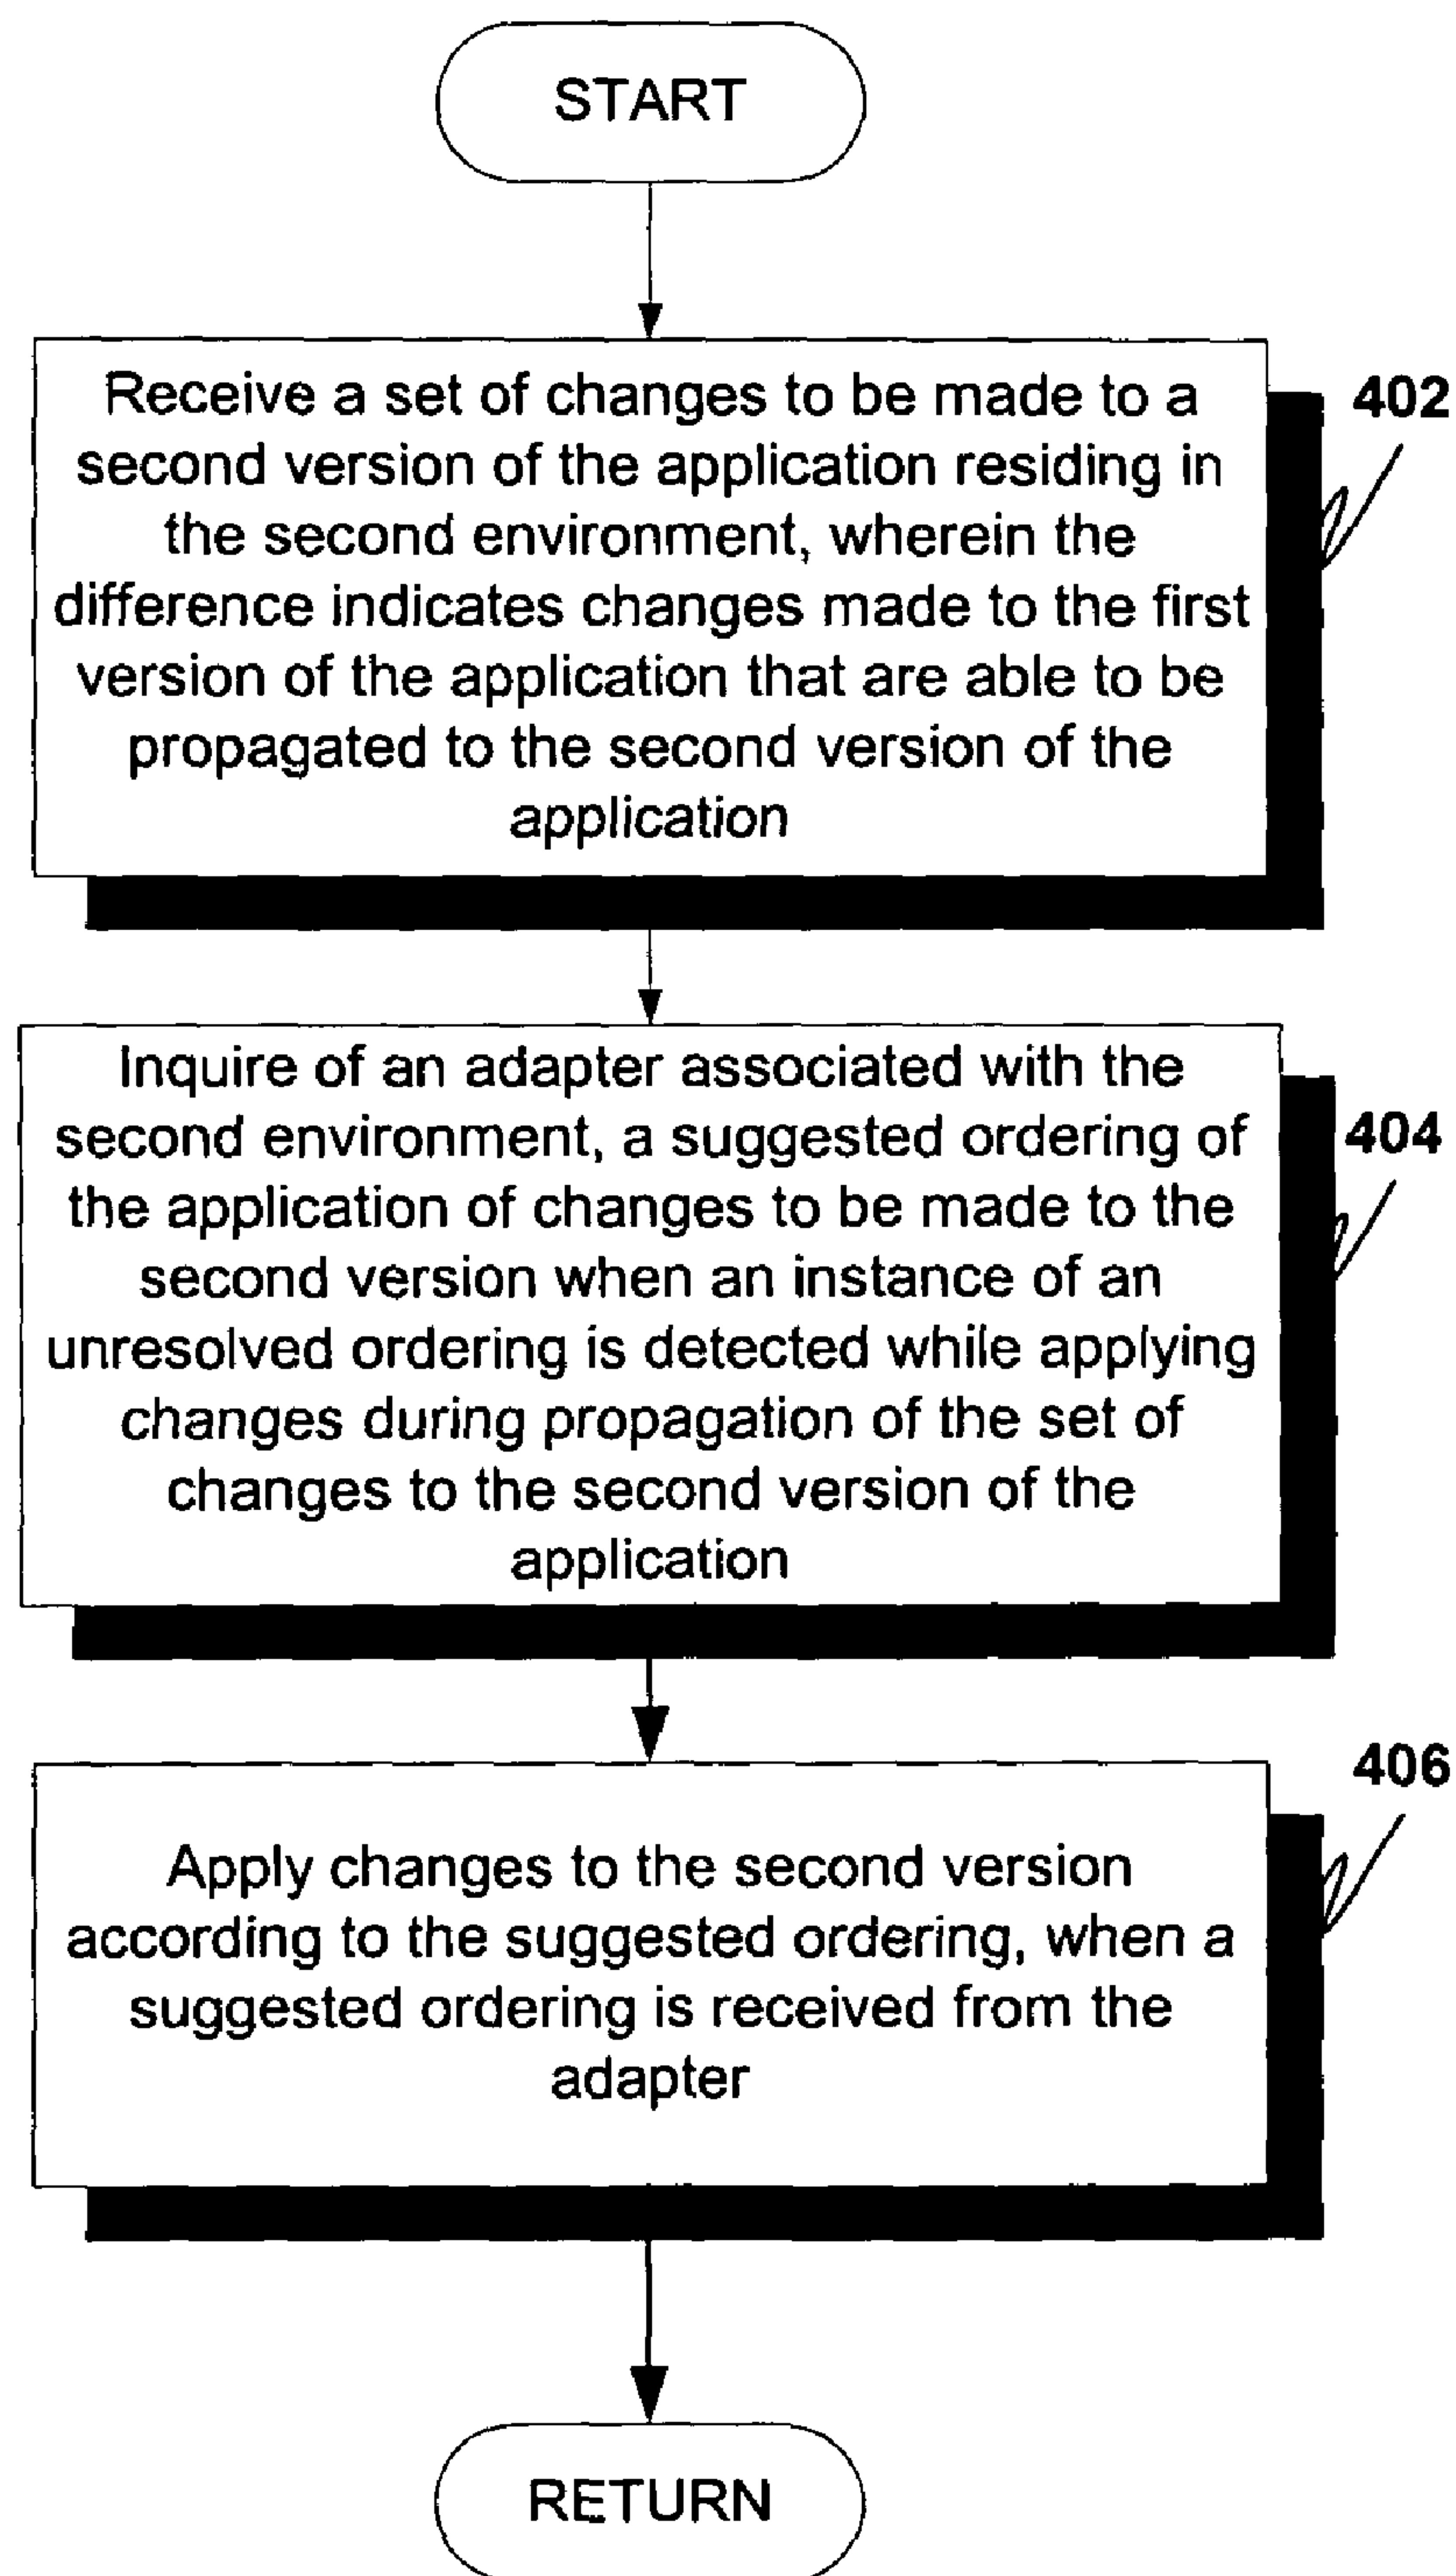 START
Receive a set of changes to be made to a
second version of the application residing in
the second environment, wherein the
difference indicates changes made to the first
version of the application that are able to be
propagated to the second version of the
application
402
Inquire of an adapter associated with the
second environment, a suggested ordering of
the application of changes to be made to the
second version when an instance of an
unresolved ordering is detected while applying
changes during propagation of the set of
changes to the second version of the
application
404
Apply changes to the second version
according to the suggested ordering, when a
suggested ordering is received from the
adapter
406
RETURN